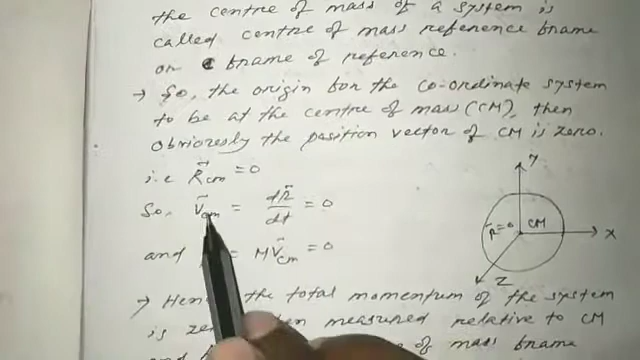 the centre of mass of a system is
called centre of mass reference frame
or C frame of reference.
→ So, the origin for the co-ordinate system
to be at the centre of mass (CM), then
obviously the position vector of CM is zero.
i.e R⃗cm = 0
So, V⃗cm = dR⃗/dt = 0
and = MV⃗cm = 0
Y
r⃗=0 CM
X
Z
→ Hence the total momentum of the system
is measured relative to CM
of mass frame